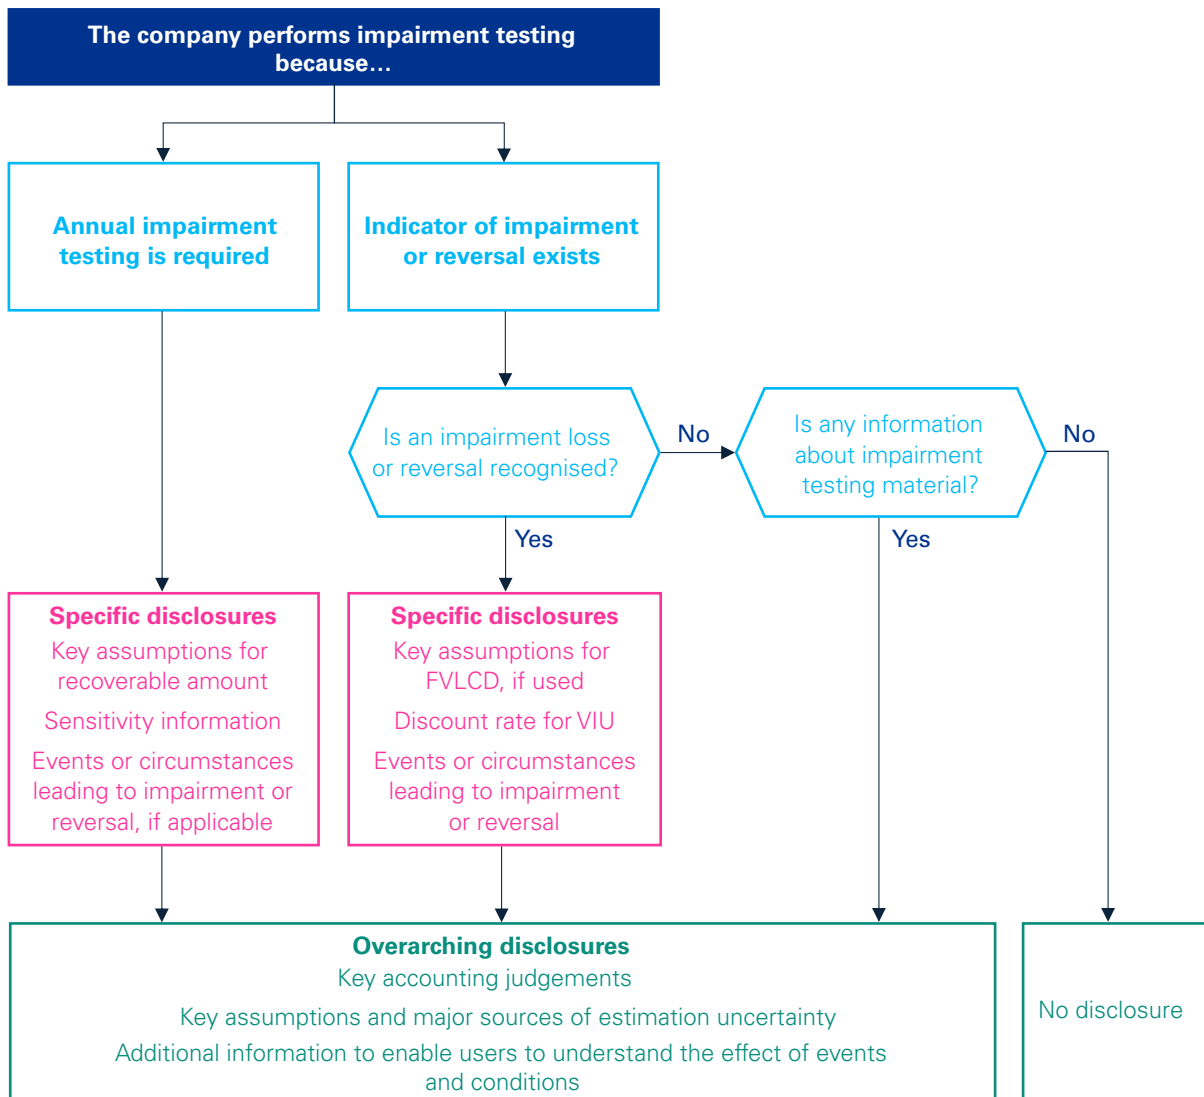 The company performs impairment testing
because…
Annual impairment
testing is required
Indicator of impairment
or reversal exists
Is an impairment loss
or reversal recognised?
No
Is any information
about impairment
testing material?
No
Yes
Yes
Specific disclosures
Key assumptions for
recoverable amount
Sensitivity information
Events or circumstances
leading to impairment or
reversal, if applicable
Specific disclosures
Key assumptions for
FVLCD, if used
Discount rate for VIU
Events or circumstances
leading to impairment
or reversal
Overarching disclosures
Key accounting judgements
Key assumptions and major sources of estimation uncertainty
Additional information to enable users to understand the effect of events
and conditions
No disclosure